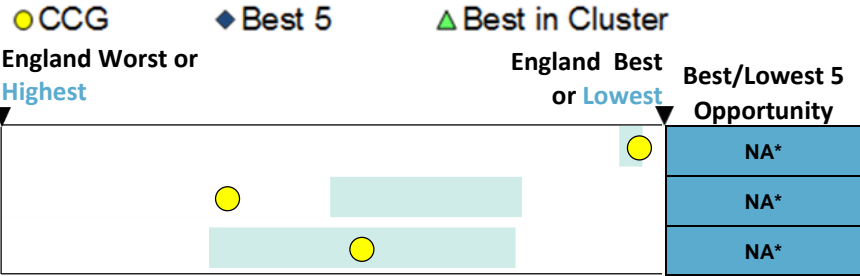 CCG Best 5 Best in Cluster
England Worst or
Highest
England Best
or Lowest
Best/Lowest 5
Opportunity
NA*
NA*
NA*